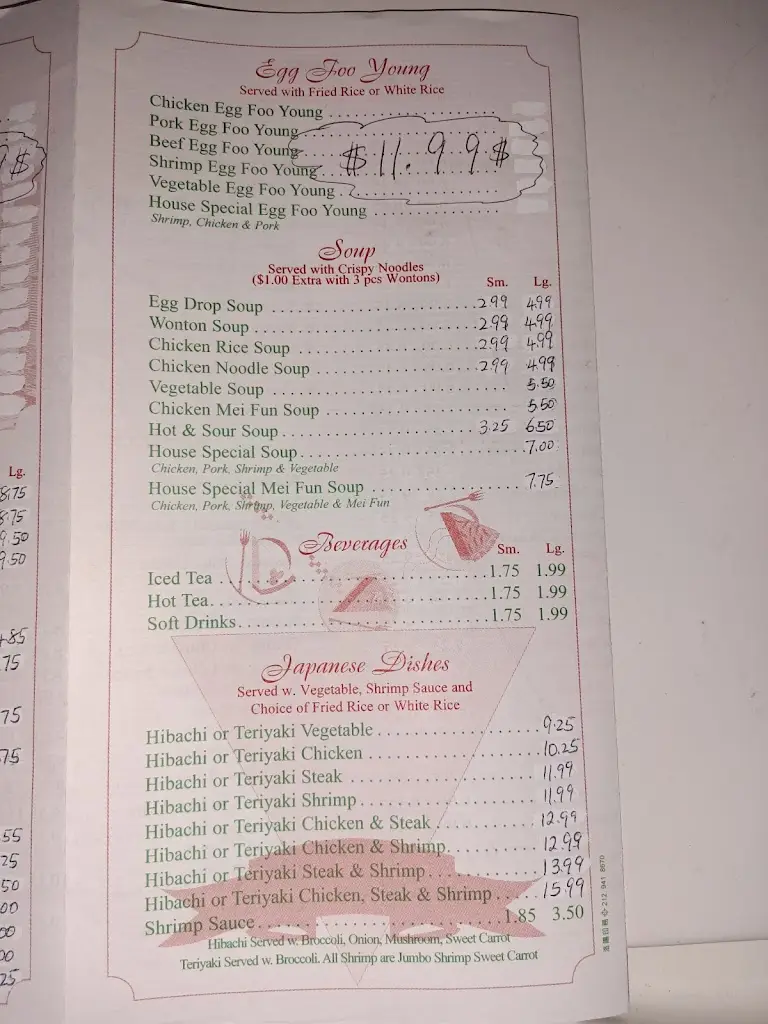 Egg Foo Young
Served with Fried Rice or White Rice
Chicken Egg Foo Young
Pork Egg Foo Young
Beef Egg Foo Young
$11.99$
Shrimp Egg Foo Young
Vegetable Egg Foo Young
House Special Egg Foo Young
Shrimp, Chicken & Pork
Soup
Served with Crispy Noodles
($1.00 Extra with 3 pcs Wontons)
Sm. Lg.
Egg Drop Soup 2.99 4.99
Wonton Soup 2.99 4.99
Chicken Rice Soup 2.99 4.99
Chicken Noodle Soup 2.99 4.99
Vegetable Soup 5.50
Chicken Mei Fun Soup 5.50
Hot & Sour Soup 3.25 6.50
House Special Soup 7.00
Chicken, Pork, Shrimp & Vegetable
House Special Mei Fun Soup 7.75
Chicken, Pork, Shrimp, Vegetable & Mei Fun
Beverages
Sm. Lg.
Iced Tea 1.75 1.99
Hot Tea 1.75 1.99
Soft Drinks 1.75 1.99
Japanese Dishes
Served w. Vegetable, Shrimp Sauce and
Choice of Fried Rice or White Rice
Hibachi or Teriyaki Vegetable 9.25
Hibachi or Teriyaki Chicken 10.25
Hibachi or Teriyaki Steak 11.99
Hibachi or Teriyaki Shrimp 11.99
Hibachi or Teriyaki Chicken & Steak 12.99
Hibachi or Teriyaki Chicken & Shrimp 12.99
Hibachi or Teriyaki Steak & Shrimp 13.99
Hibachi or Teriyaki Chicken, Steak & Shrimp 15.99
Shrimp Sauce 1.85 3.50
Hibachi Served w. Broccoli, Onion, Mushroom, Sweet Carrot
Teriyaki Served w. Broccoli. All Shrimp are Jumbo Shrimp Sweet Carrot
212 941 8670
Lg.
8.75
8.75
9.50
9.50